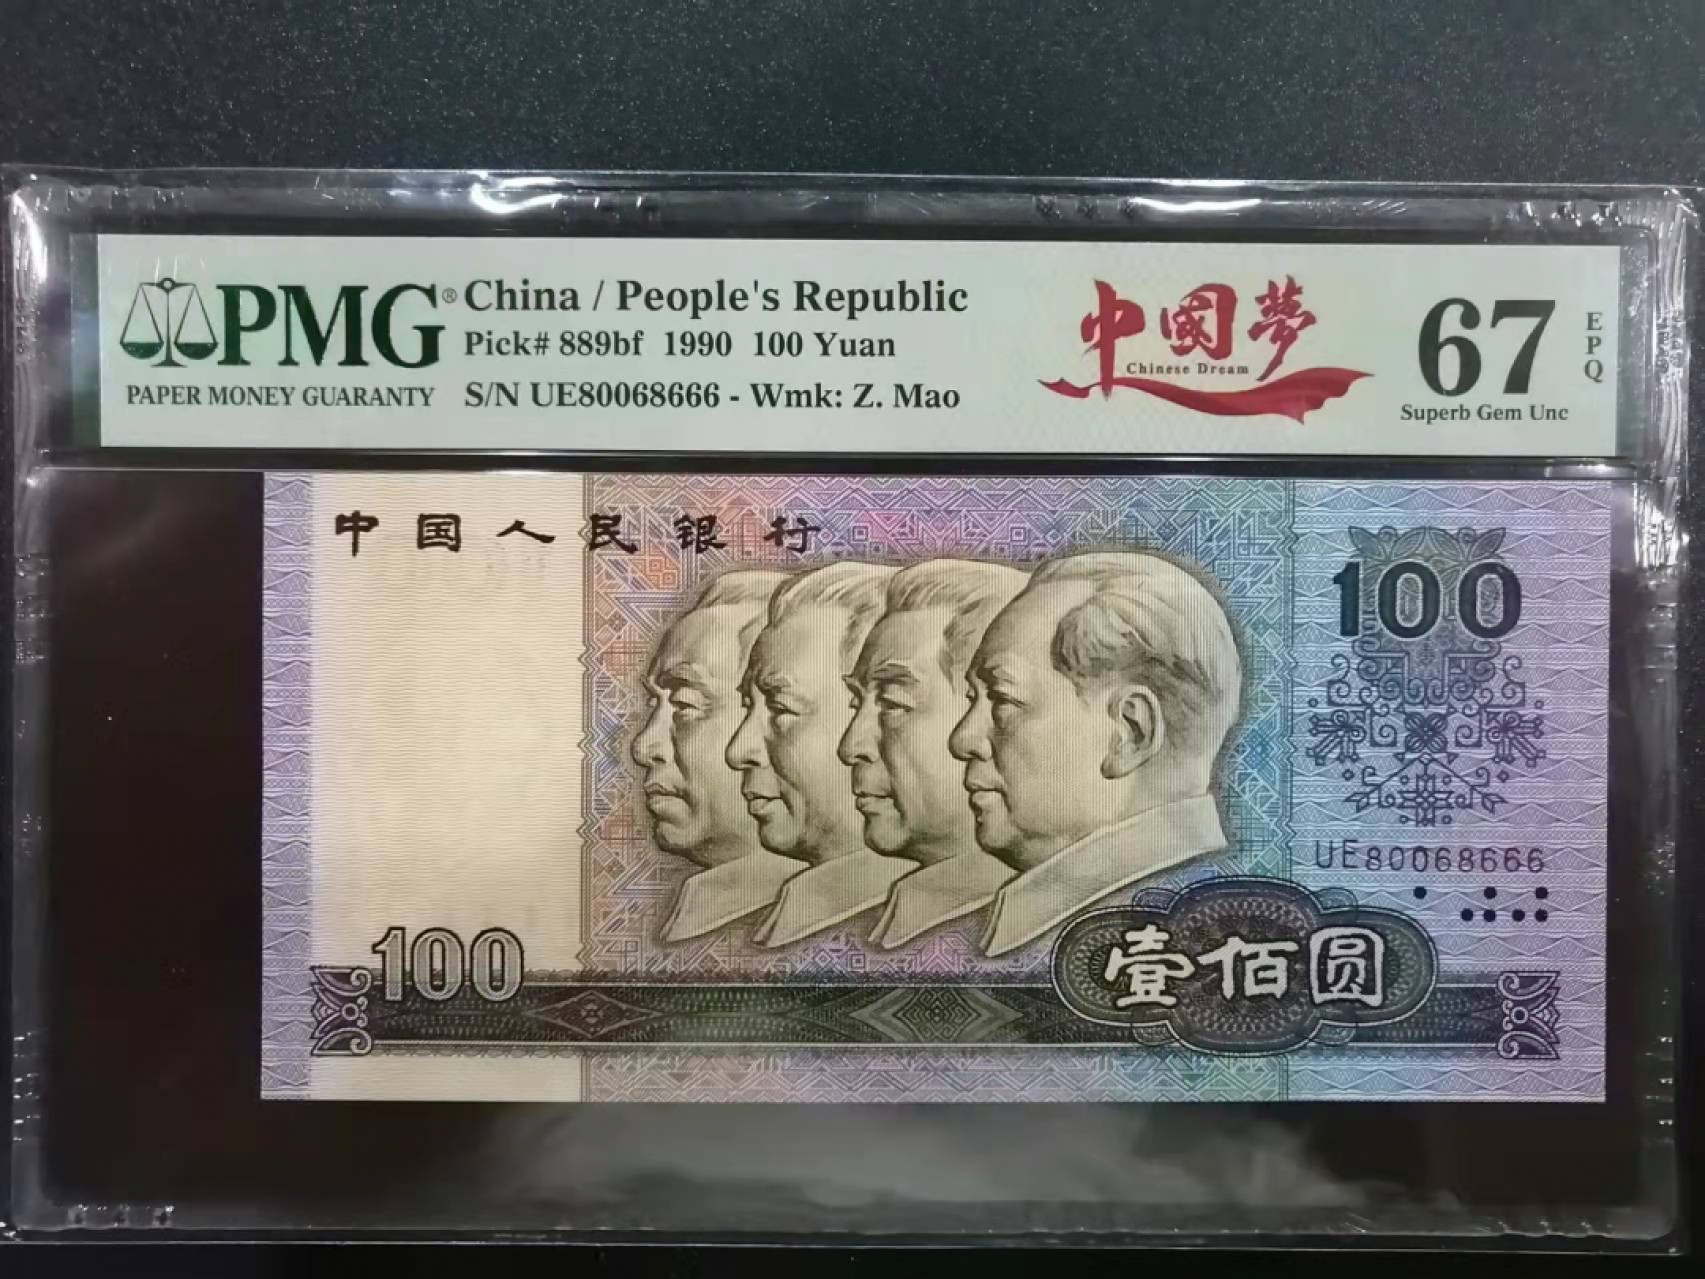 PMG®
PAPER MONEY GUARANTY
China / People's Republic
Pick# 889bf 1990 100 Yuan
S/N UE80068666 - Wmk: Z. Mao
中國夢
Chinese Dream
67
EPQ
Superb Gem Unc
中国人民银行
100
UE80068666
100
壹佰圆